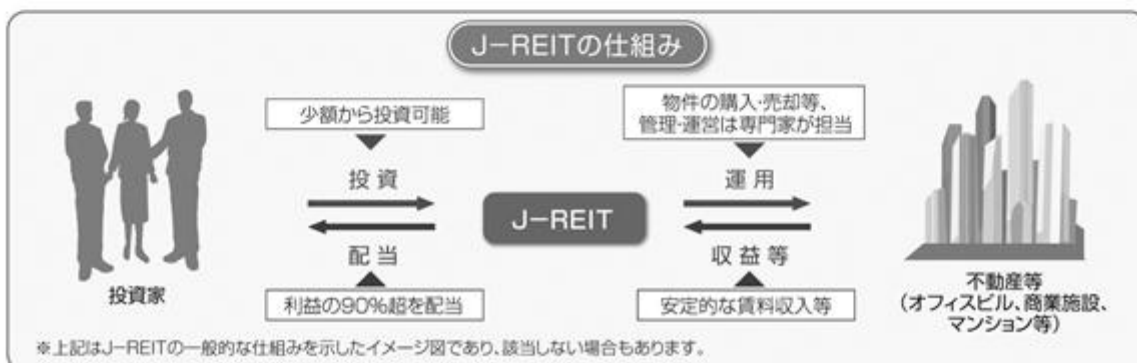 J-REITの仕組み
少額から投資可能
物件の購入・売却等、
管理・運営は専門家が担当
投資
運用
J-REIT
配当
収益等
投資家
利益の90%超を配当
安定的な賃料収入等
不動産等
(オフィスビル、商業施設、
マンション等)
※上記はJ-REITの一般的な仕組みを示したイメージ図であり、該当しない場合もあります。